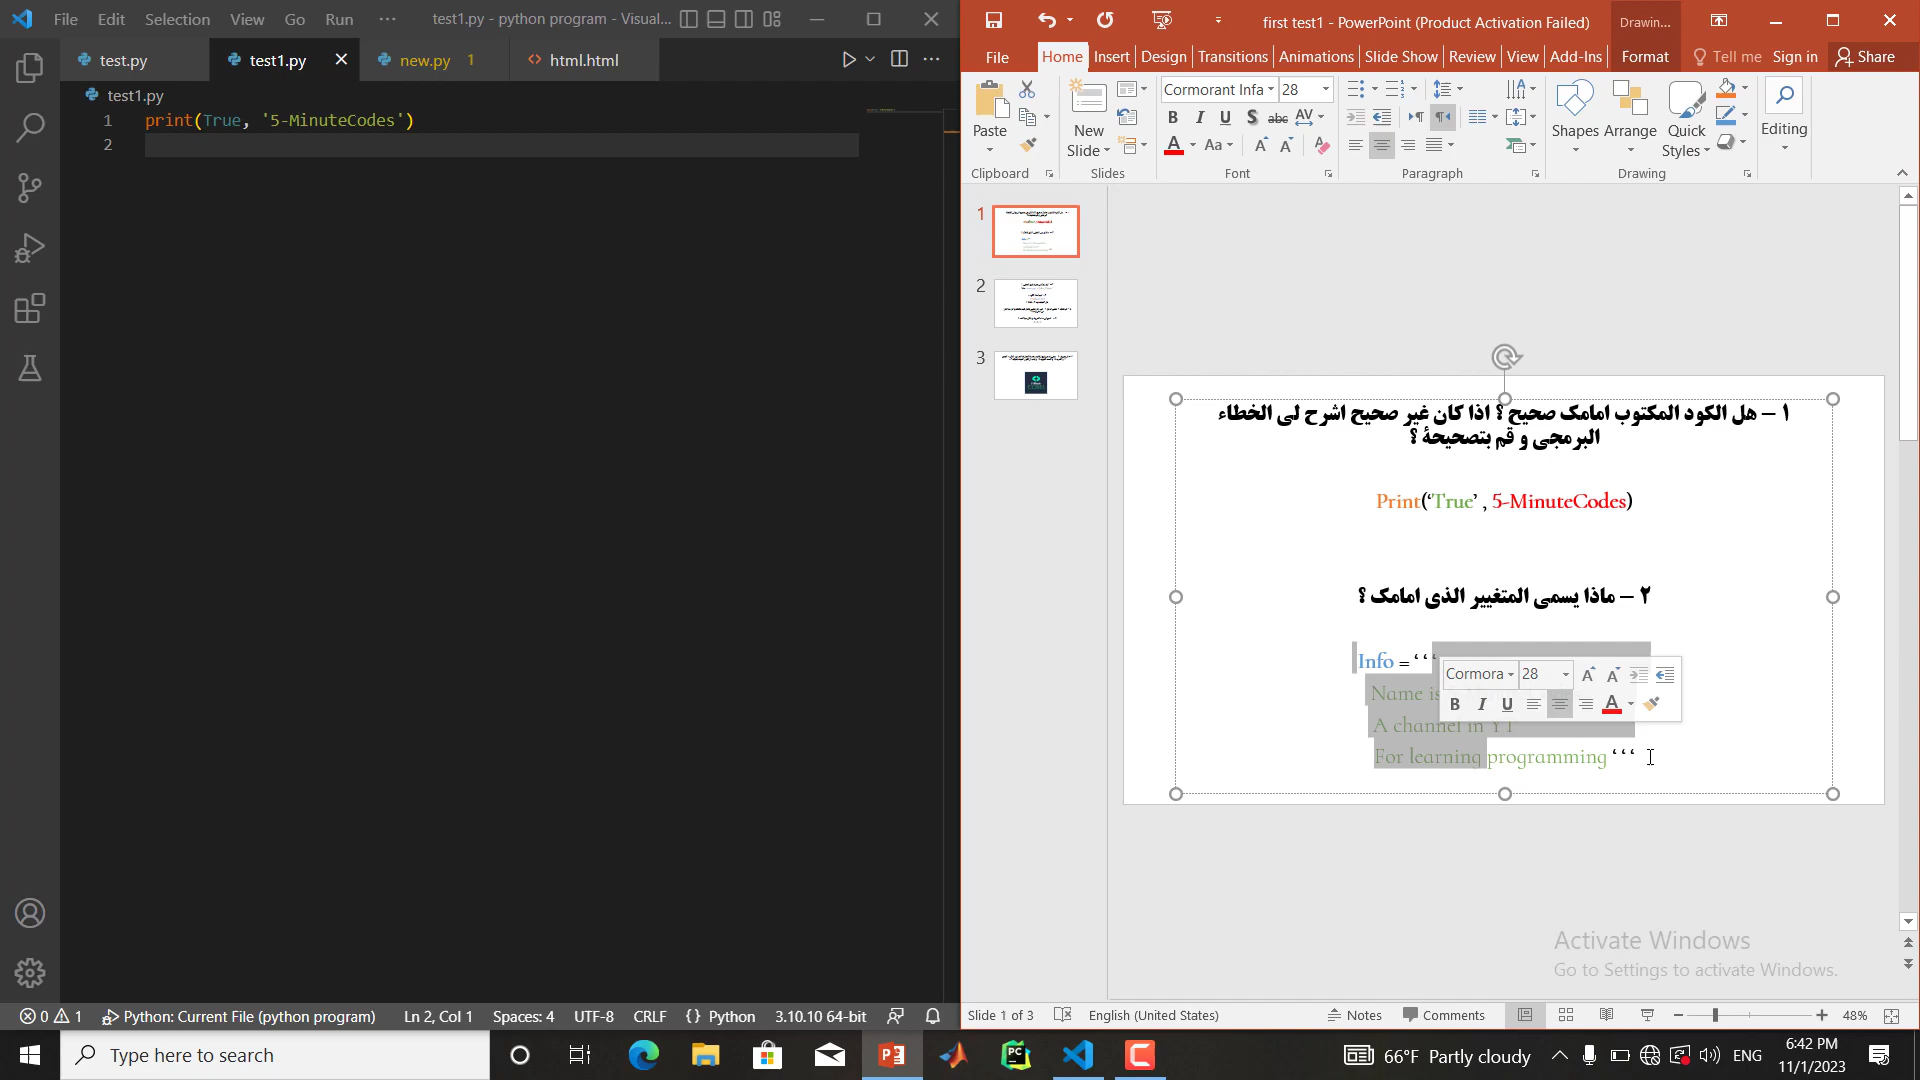 File Edit Selection View Go Run ··· test1.py - python program - Visual...
test.py test1.py new.py 1 html.html
test1.py
1 print(True, '5-MinuteCodes')
2
0 1 Python: Current File (python program) Ln 2, Col 1 Spaces: 4 UTF-8 CRLF {} Python 3.10.10 64-bit
first test1 - PowerPoint (Product Activation Failed) Drawin...
File Home Insert Design Transitions Animations Slide Show Review View Add-Ins Format Tell me Sign in Share
Paste New Slide Cormorant Infa 28 Shapes Arrange Quick Styles Editing
Clipboard Slides Font Paragraph Drawing
1
2
3
١ – هل الكود المكتوب امامك صحيح ؟ اذا كان غير صحيح اشرح لى الخطاء
البرمجى و قم بتصحيحة ؟
Print(‘True’ , 5-MinuteCodes)
٢ – ماذا يسمى المتغيير الذى امامك ؟
Info = ‘ ‘ ‘
Name is
Cormora 28
A channel in YT
For learning programming ‘ ‘ ‘
Activate Windows
Go to Settings to activate Windows.
Slide 1 of 3 English (United States) Notes Comments 48%
Type here to search 66°F Partly cloudy ENG 6:42 PM 11/1/2023